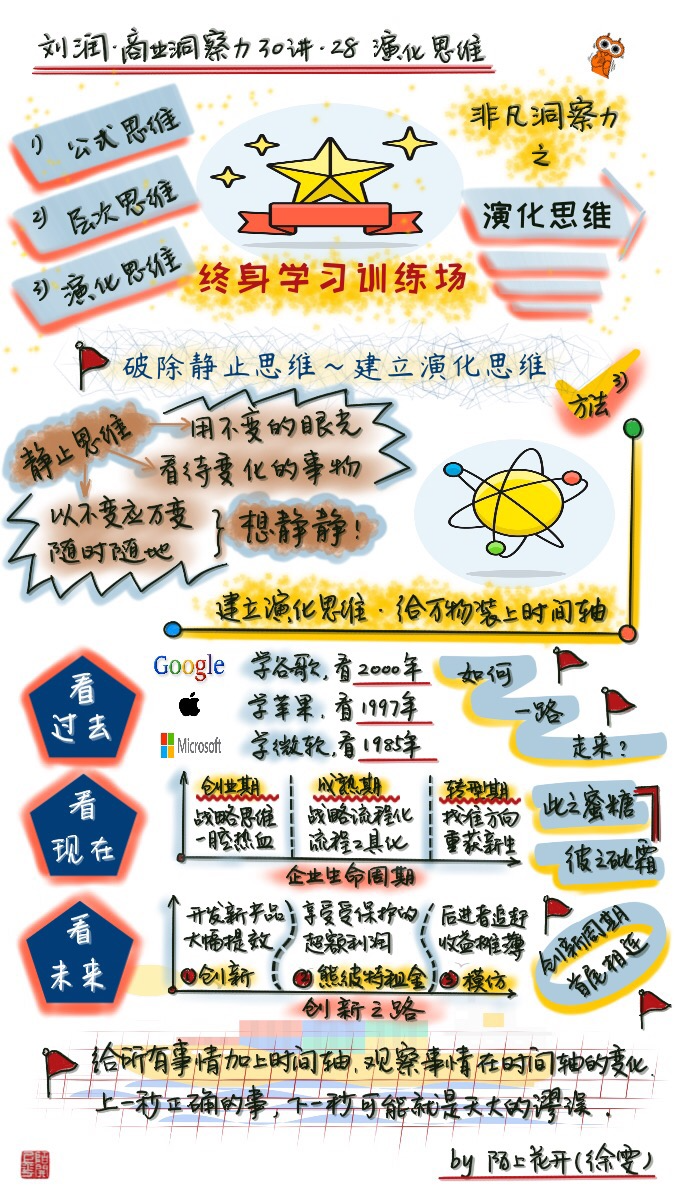 刘润·商业洞察力30讲·28 演化思维
1) 公式思维
2) 层次思维
3) 演化思维
非凡洞察力
之
演化思维
终身学习训练场
破除静止思维~建立演化思维
方法3)
静止思维
用不变的眼光
看待变化的事物
以不变应万变
随时随地
想静静!
建立演化思维·给万物装上时间轴
看
过去
Google
学谷歌,看2000年
学苹果,看1997年
Microsoft
学微软,看1985年
如何
一路
走来?
看
现在
创业期
战略思维
一腔热血
成熟期
战略流程化
流程工具化
转型期
找准方向
重获新生
企业生命周期
此之蜜糖
彼之砒霜
看
未来
开发新产品
大幅提效
①创新
享受受保护的
超额利润
②熊彼特租金
后进者追赶
收益摊薄
③模仿
创新之路
创新周期
首尾相连
给所有事情加上时间轴,观察事情在时间轴的变化.
上一秒正确的事,下一秒可能就是天大的谬误.
by 陌上花开(徐雯)